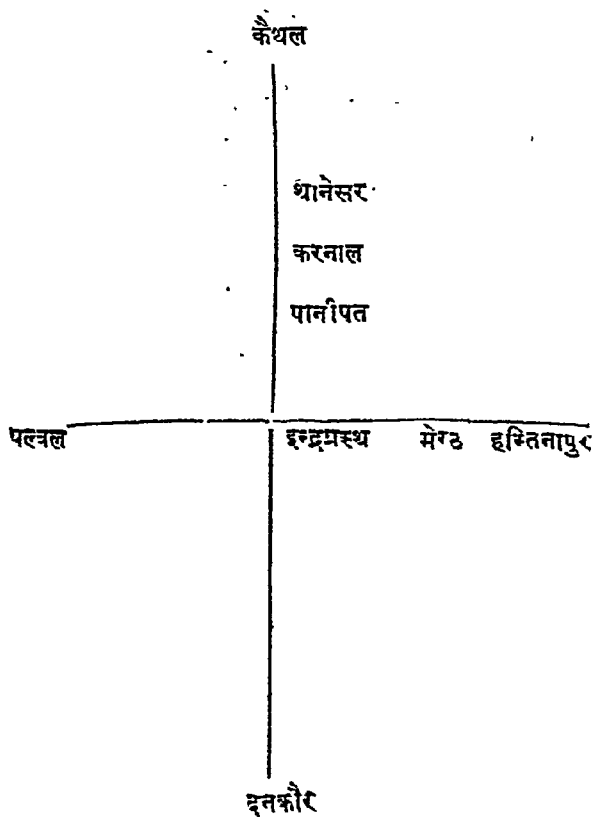 कैथल
थानेसर
करनाल
पानीपत
पलवल इन्द्रप्रस्थ मेरठ हस्तिनापुर
दनकौर